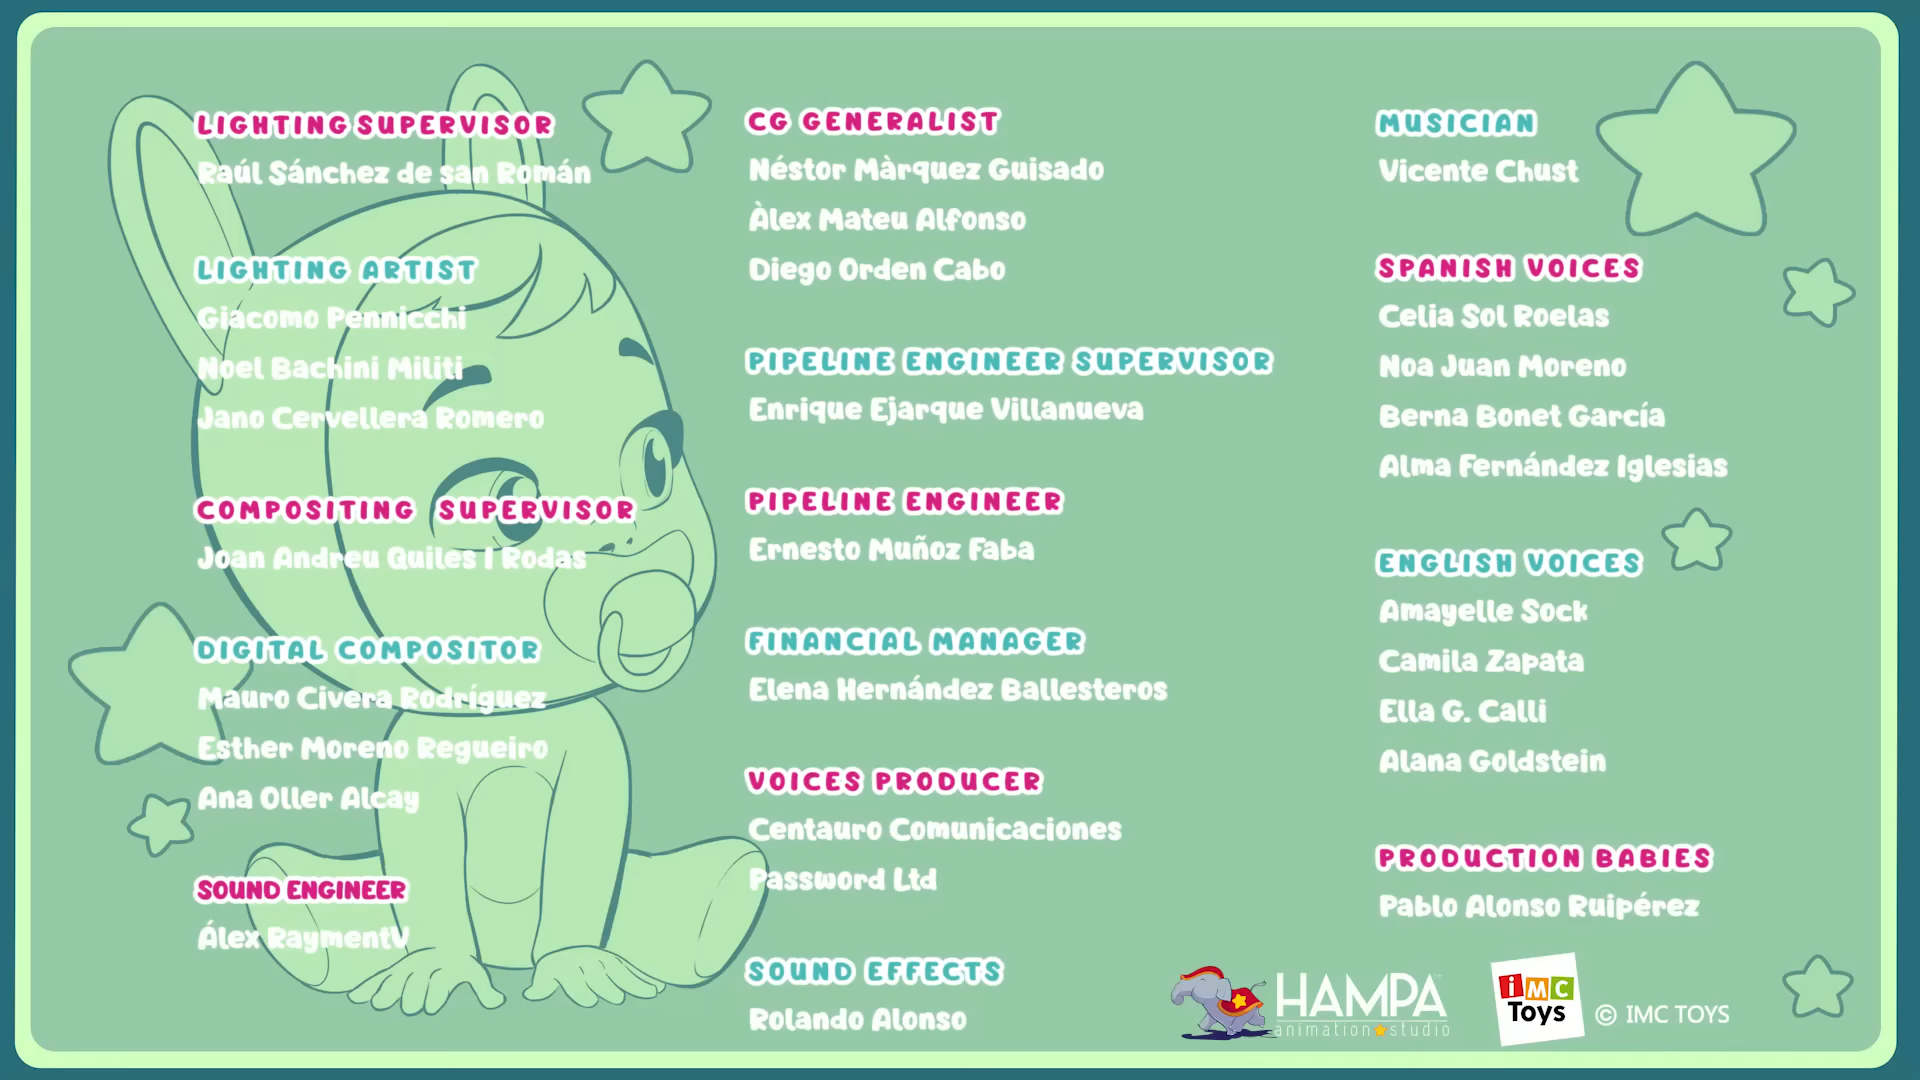 LIGHTING SUPERVISOR
Raúl Sánchez de san Román
LIGHTING ARTIST
Giacomo Pennicchi
Noel Bachini Militi
Jano Cervellera Romero
COMPOSITING SUPERVISOR
Joan Andreu Quiles I Rodas
DIGITAL COMPOSITOR
Mauro Civera Rodríguez
Esther Moreno Regueiro
Ana Oller Alcay
SOUND ENGINEER
Álex RaymentV
CG GENERALIST
Néstor Màrquez Guisado
Àlex Mateu Alfonso
Diego Orden Cabo
PIPELINE ENGINEER SUPERVISOR
Enrique Ejarque Villanueva
PIPELINE ENGINEER
Ernesto Muñoz Faba
FINANCIAL MANAGER
Elena Hernández Ballesteros
VOICES PRODUCER
Centauro Comunicaciones
Password Ltd
SOUND EFFECTS
Rolando Alonso
MUSICIAN
Vicente Chust
SPANISH VOICES
Celia Sol Roelas
Noa Juan Moreno
Berna Bonet García
Alma Fernández Iglesias
ENGLISH VOICES
Amayelle Sock
Camila Zapata
Ella G. Calli
Alana Goldstein
PRODUCTION BABIES
Pablo Alonso Ruipérez
HAMPA
animation studio
iMC
Toys
© IMC TOYS